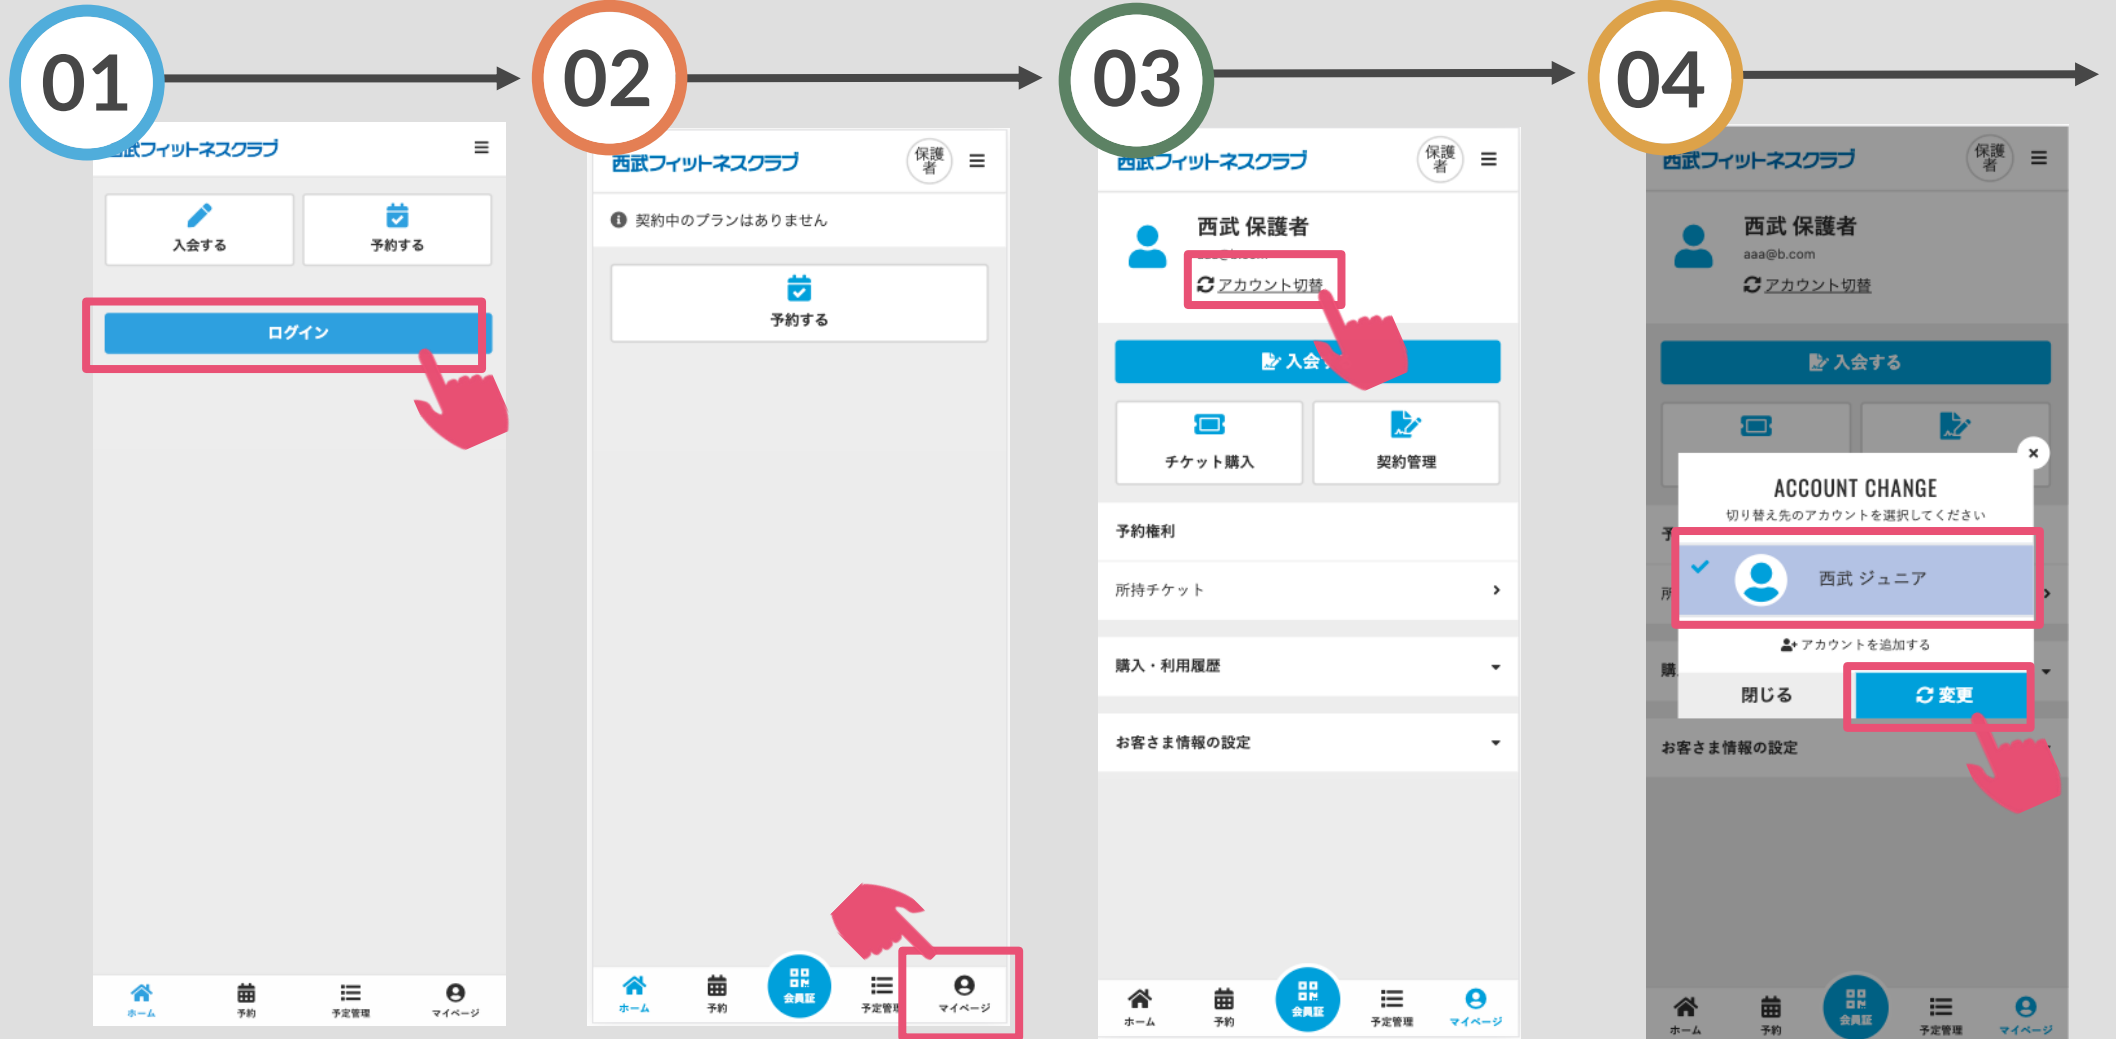 01
02
03
04
武フィットネスクラブ
入会する
予約する
ログイン
ホーム
予約
予定管理
マイページ
西武フィットネスクラブ
保護
者
契約中のプランはありません
予約する
ホーム
予約
会員証
予定管理
マイページ
西武フィットネスクラブ
保護
者
西武 保護者
アカウント切替
入会
チケット購入
契約管理
予約権利
所持チケット
購入・利用履歴
お客さま情報の設定
ホーム
予約
会員証
予定管理
マイページ
西武フィットネスクラブ
保護
者
西武 保護者
aaa@b.com
アカウント切替
入会する
ACCOUNT CHANGE
切り替え先のアカウントを選択してください
西武 ジュニア
アカウントを追加する
購
閉じる
変更
お客さま情報の設定
ホーム
予約
会員証
予定管理
マイページ